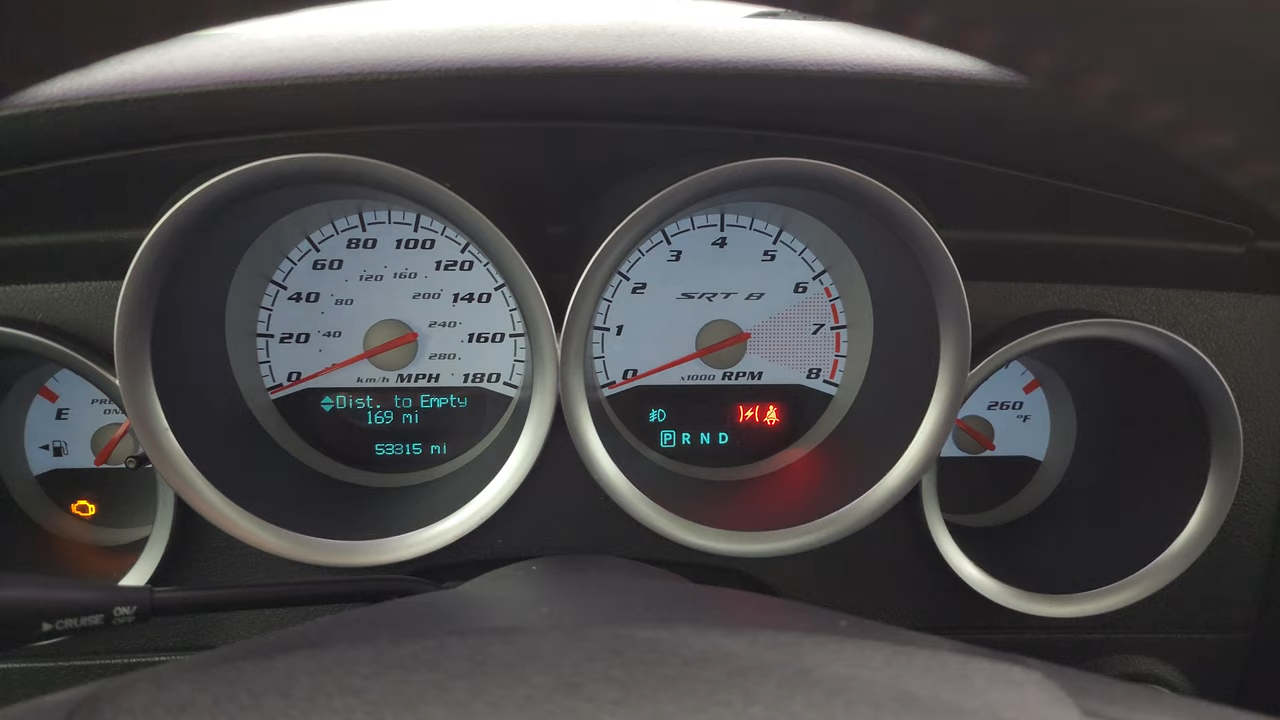 80 100
60 120
120 160
40 80 200 140
20 40 240 160
280
0 km/h MPH 180
Dist. to Empty
169 mi
53315 mi
4
3 5
2 SRT 8 6
1 7
0 x1000 RPM 8
P R N D
E
260
°F
CRUISE ON/
OFF